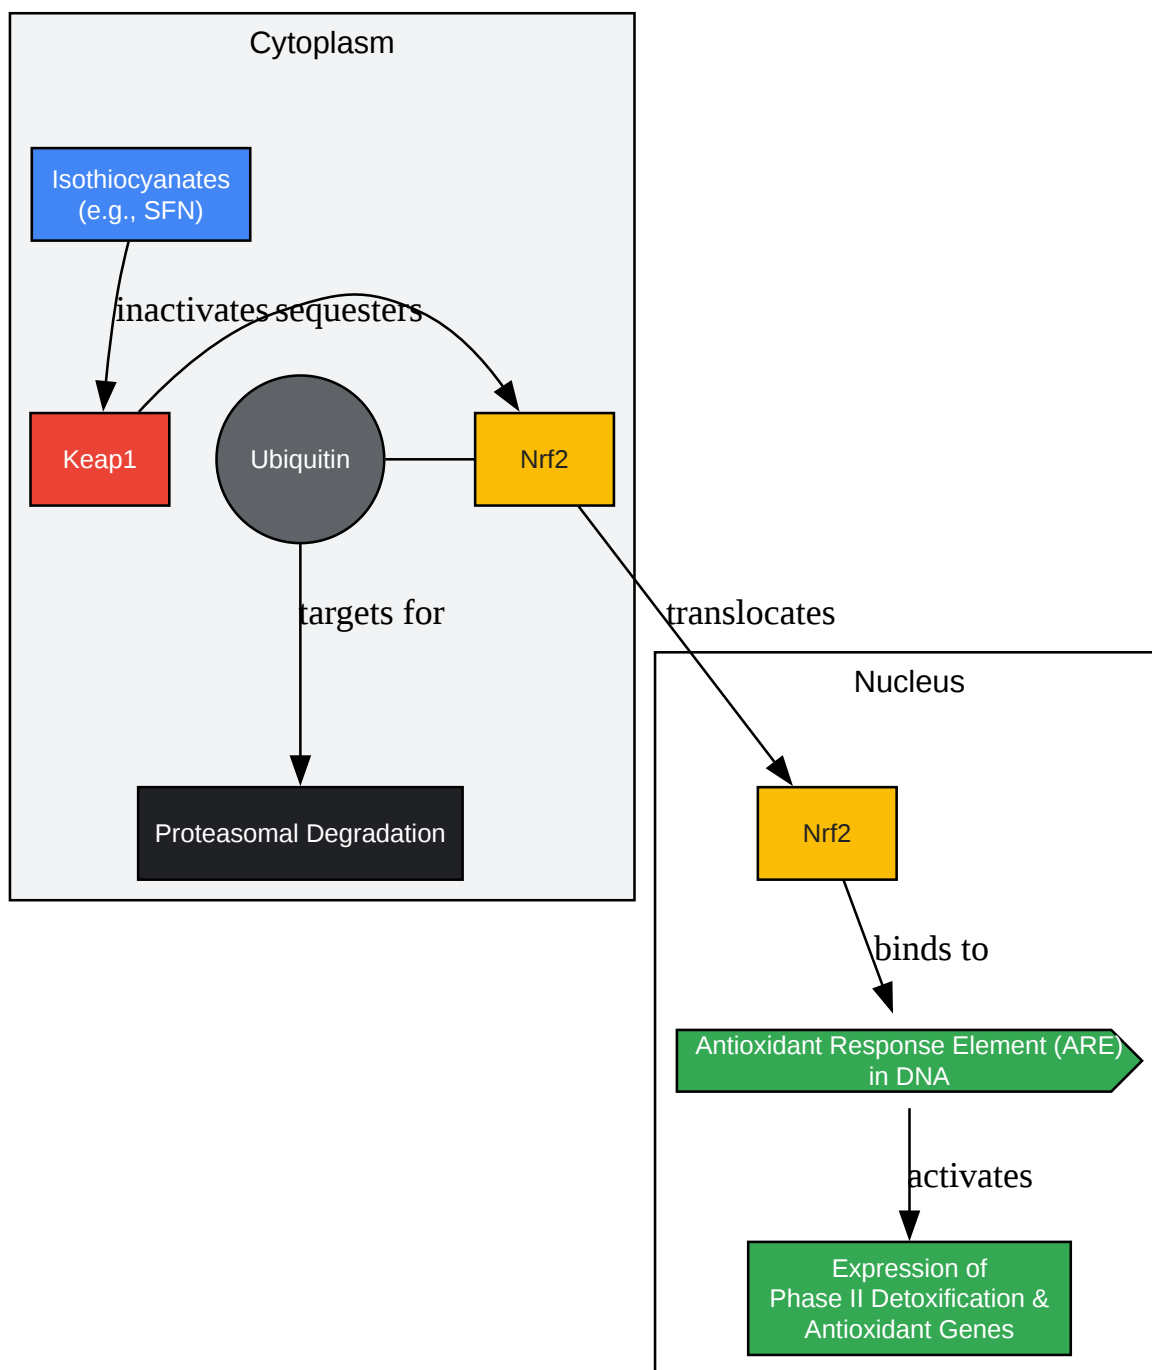 Cytoplasm
Isothiocyanates
(e.g., SFN)
inactivates
sequesters
Keap1
Ubiquitin
Nrf2
targets for
translocates
Nucleus
Proteasomal Degradation
Nrf2
binds to
Antioxidant Response Element (ARE)
in DNA
activates
Expression of
Phase II Detoxification &
Antioxidant Genes